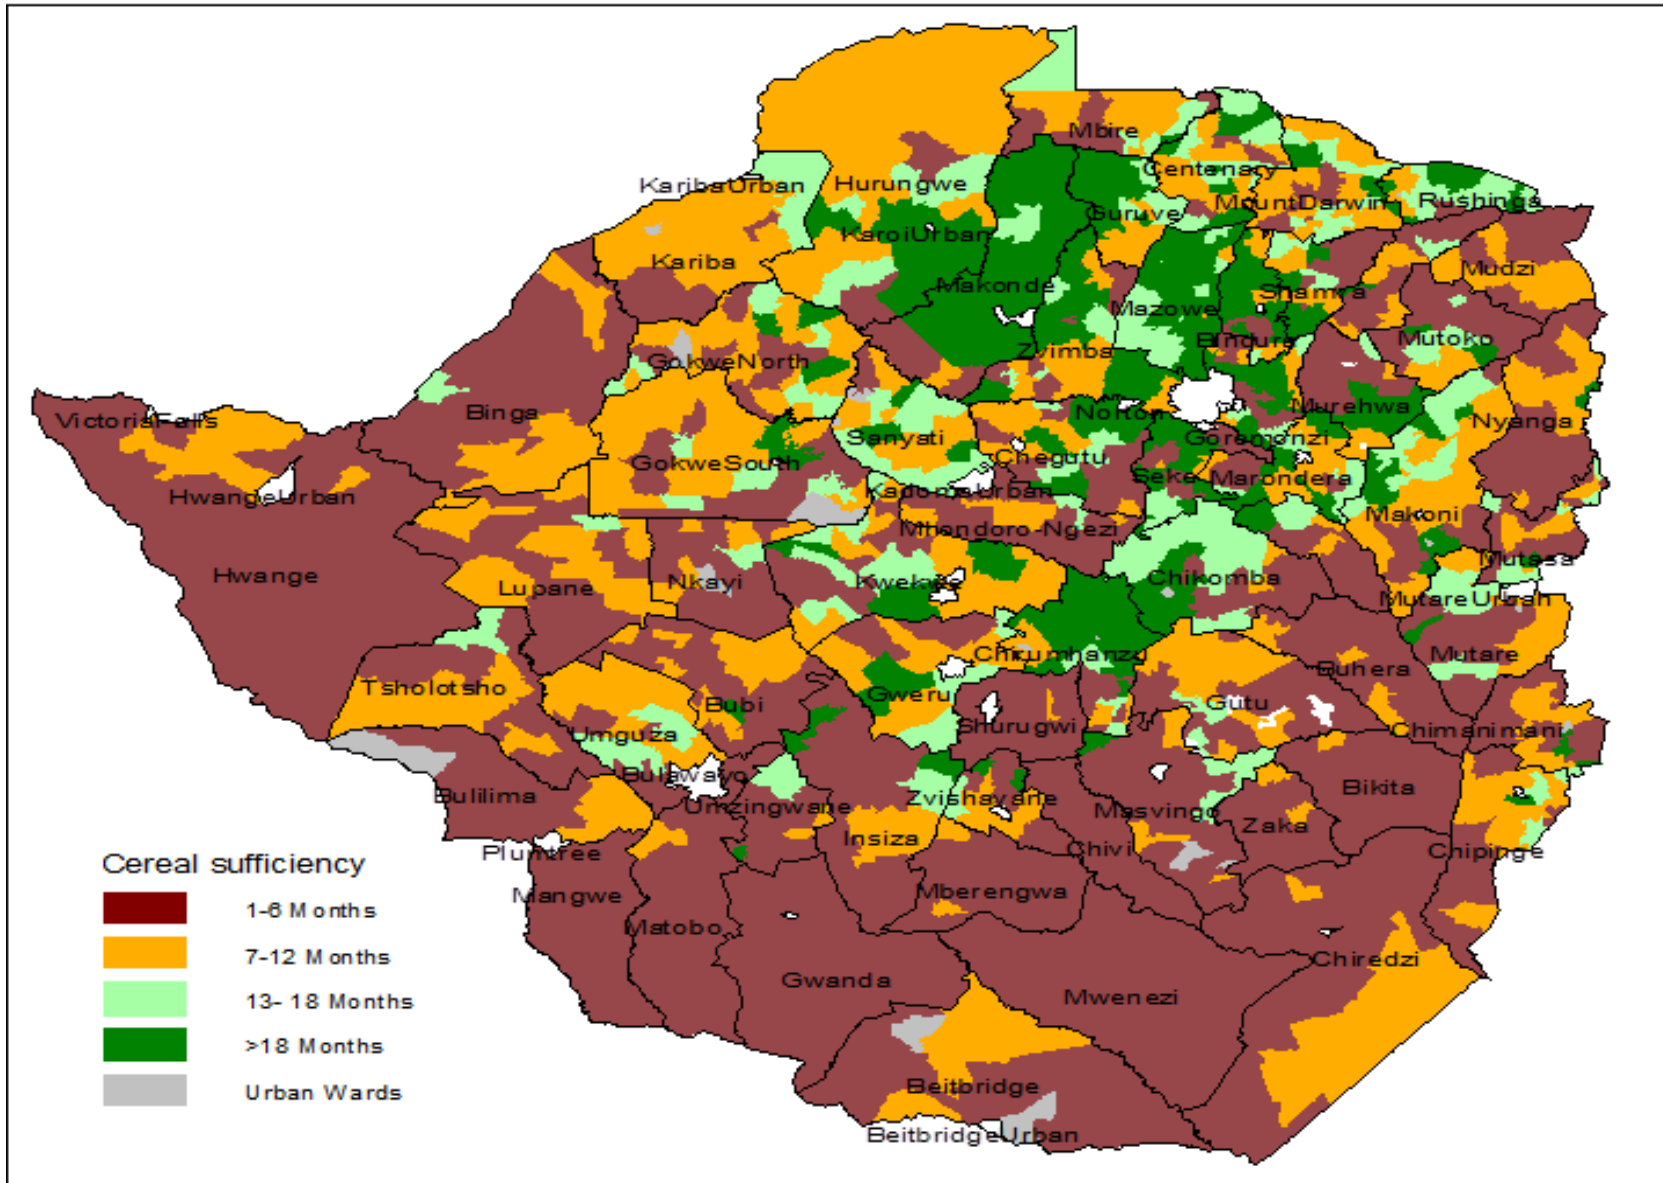 Mbire
Centenary
KaribaUrban
Hurungwe
Guruve
MountDarwin
Rushinga
KaroiUrban
Kariba
Mudzi
Makonde
Shamva
Mazowe
Bindura
Mutoko
GokweNorth
Zvimba
VictoriaFalls
Binga
Norton
Murehwa
Nyanga
Sanyati
Goromonzi
GokweSouth
Chegutu
Seke
Marondera
HwangeUrban
KadomaUrban
Makoni
Mhondoro-Ngezi
Mutasa
Hwange
Lupane
Nkayi
Kwekwe
Chikomba
MutareUrban
Chirumhanzu
Mutare
Buhera
Tsholotsho
Gweru
Bubi
Gutu
Umguza
Shurugwi
Chimanimani
Bulawayo
Bulilima
Umzingwane
Zvishavane
Masvingo
Bikita
Zaka
Insiza
Chivi
Chipinge
Plumtree
Mangwe
Mberengwa
Matobo
Gwanda
Chiredzi
Mwenezi
Beitbridge
BeitbridgeUrban
Cereal sufficiency
1-6 Months
7-12 Months
13- 18 Months
>18 Months
Urban Wards